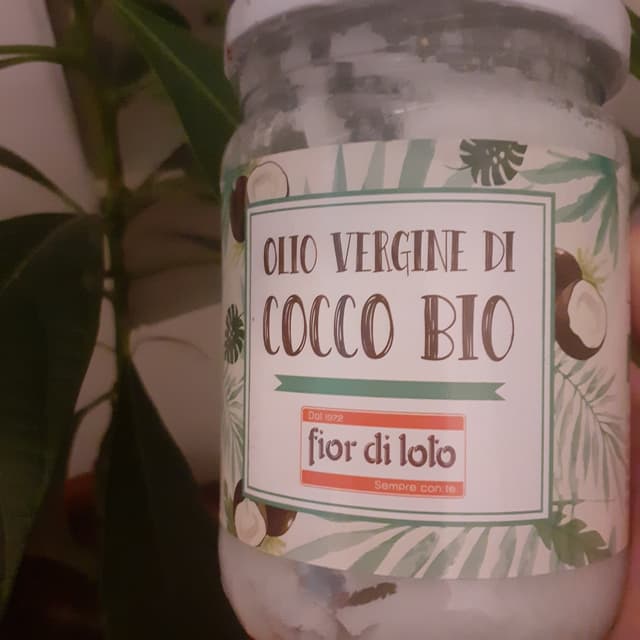 OLIO VERGINE DI
COCCO BIO
Dal 1972
fior di loto
Sempre con te